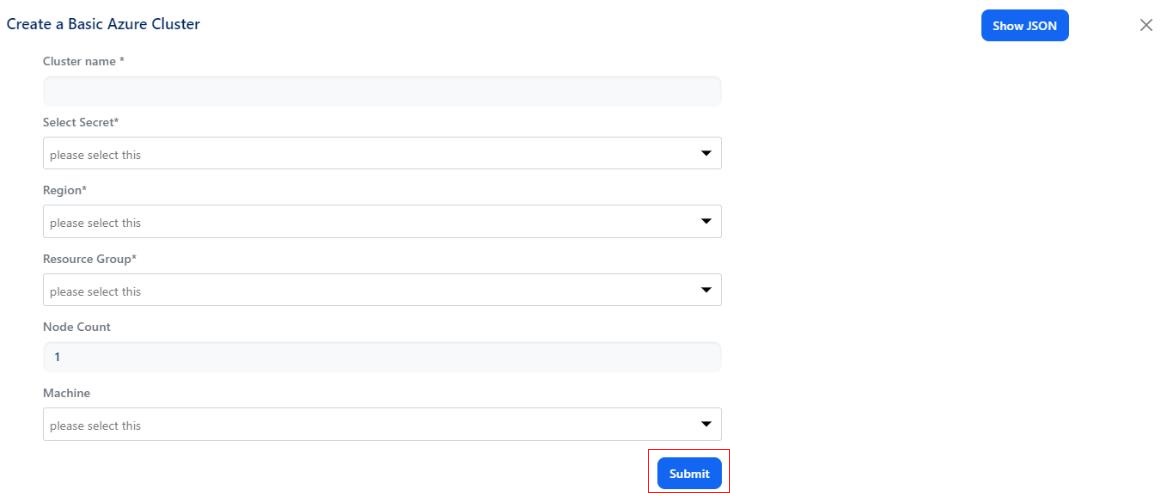 Create a Basic Azure Cluster
Show JSON
Cluster name *
Select Secret*
please select this
Region*
please select this
Resource Group*
please select this
Node Count
1
Machine
please select this
Submit